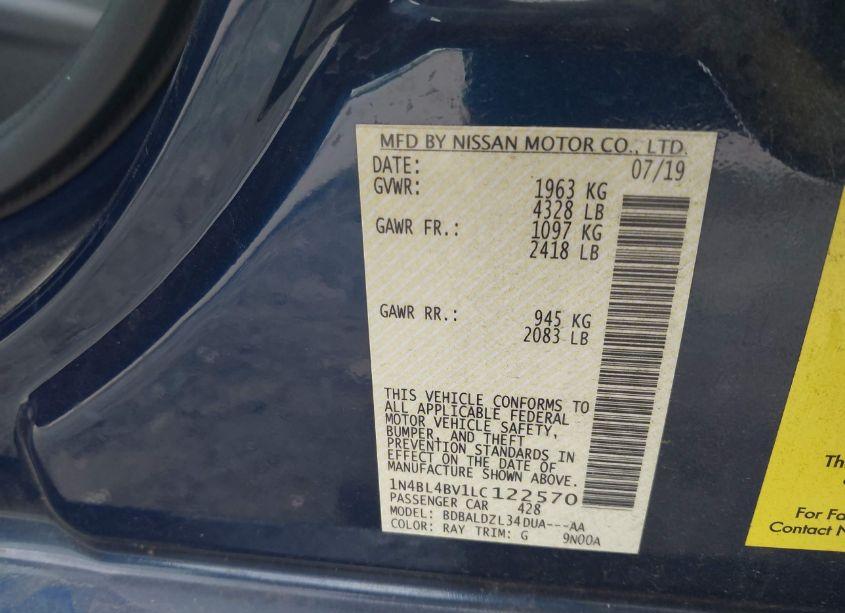 MFD BY NISSAN MOTOR CO., LTD.
DATE: 07/19
GVWR: 1963 KG
4328 LB
GAWR FR.: 1097 KG
2418 LB
GAWR RR.: 945 KG
2083 LB
THIS VEHICLE CONFORMS TO
ALL APPLICABLE FEDERAL
MOTOR VEHICLE SAFETY,
BUMPER, AND THEFT
PREVENTION STANDARDS IN
EFFECT ON THE DATE OF
MANUFACTURE SHOWN ABOVE.
1N4BL4BV1LC122570
PASSENGER CAR 428
MODEL: BDBALDZL34DUA---AA
COLOR: RAY TRIM: G 9N00A
For Fa
Contact N